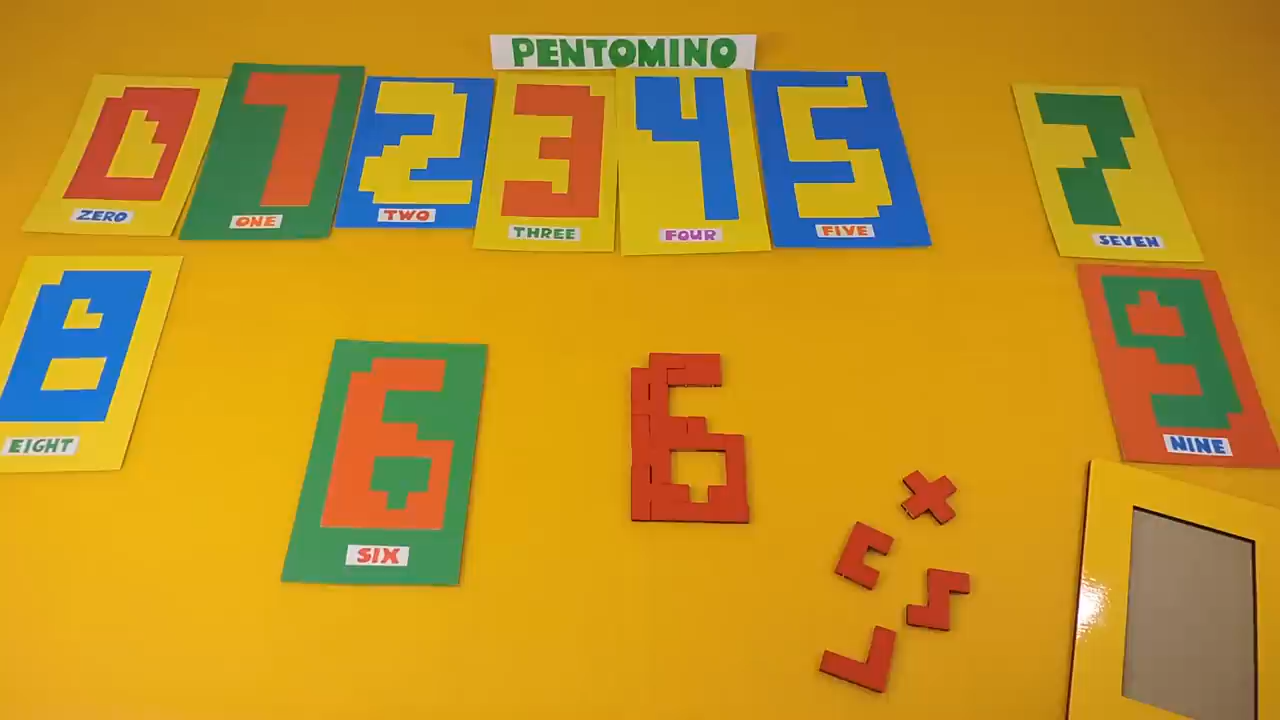 PENTOMINO
ZERO
ONE
TWO
THREE
FOUR
FIVE
SEVEN
EIGHT
SIX
NINE